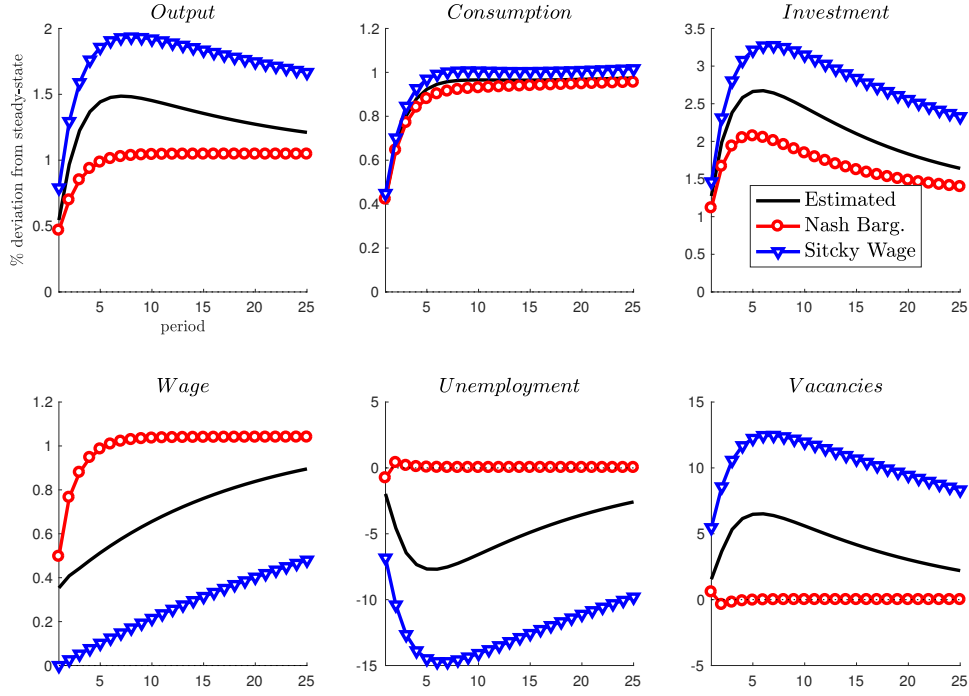 Output
Consumption
Investment
2
1.5
1
0.5
0
% deviation from steady-state
5 10 15 20 25
period
1.2
1
0.8
0.6
0.4
0.2
0
5 10 15 20 25
3.5
3
2.5
2
1.5
1
0.5
0
5 10 15 20 25
Estimated
Nash Barg.
Sitcky Wage
Wage
Unemployment
Vacancies
1.2
1
0.8
0.6
0.4
0.2
0
5 10 15 20 25
5
0
-5
-10
-15
5 10 15 20 25
15
10
5
0
-5
5 10 15 20 25